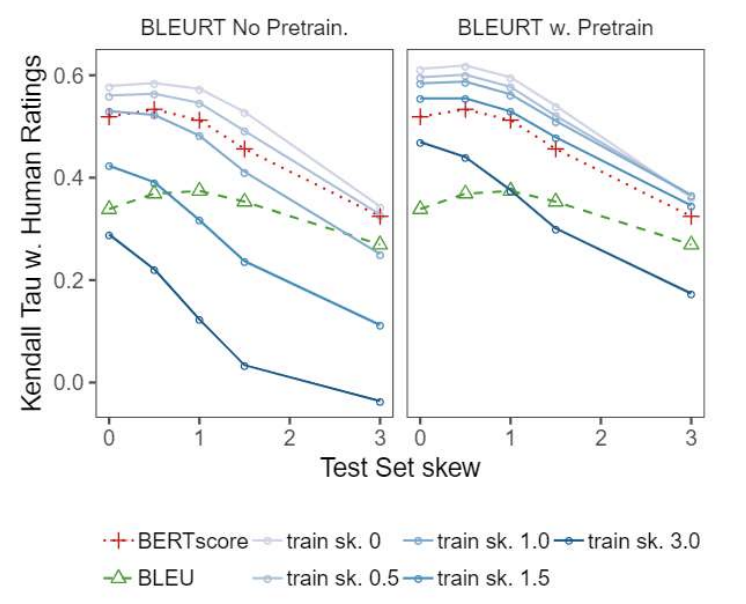 BLEURT No Pretrain. BLEURT w. Pretrain
Kendall Tau w. Human Ratings
0.6
0.4
0.2
0.0
0 1 2 3 0 1 2 3
Test Set skew
BERTscore train sk. 0 train sk. 1.0 train sk. 3.0
BLEU train sk. 0.5 train sk. 1.5